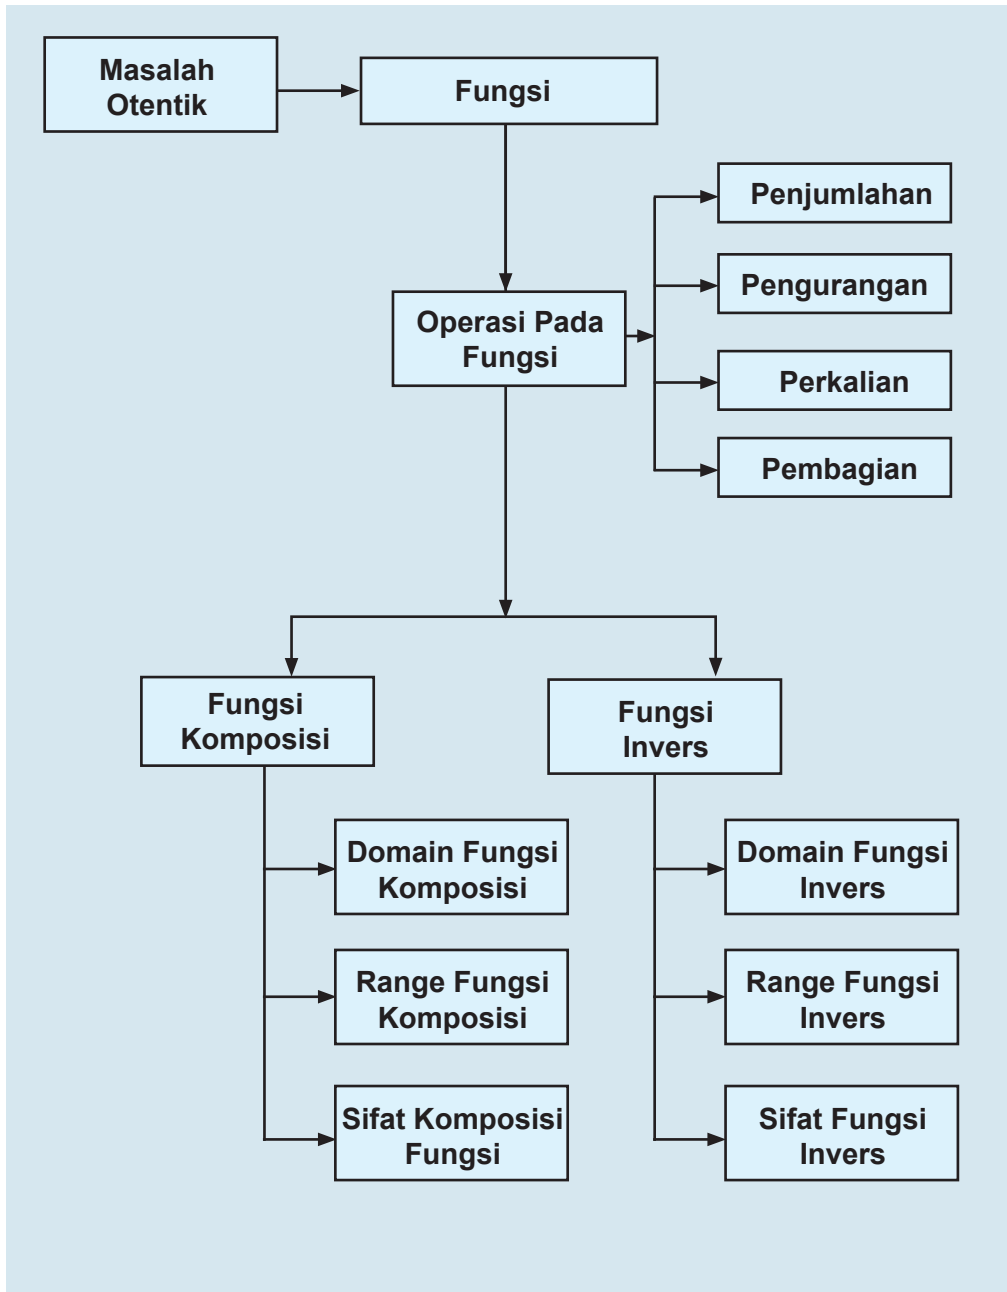 Masalah
Otentik
Fungsi
Penjumlahan
Pengurangan
Operasi Pada
Fungsi
Perkalian
Pembagian
Fungsi
Komposisi
Fungsi
Invers
Domain Fungsi
Komposisi
Domain Fungsi
Invers
Range Fungsi
Komposisi
Range Fungsi
Invers
Sifat Komposisi
Fungsi
Sifat Fungsi
Invers